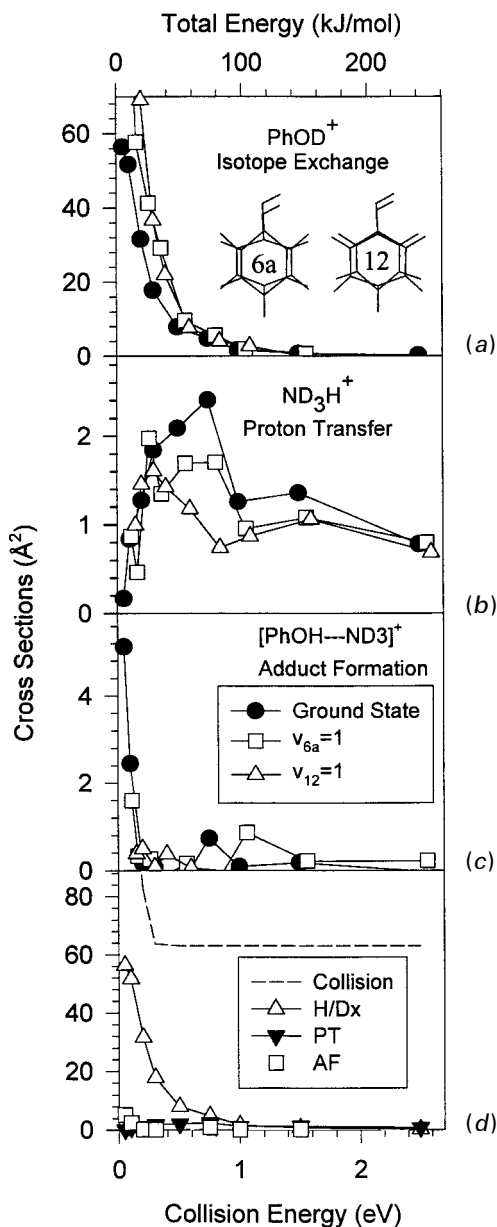 Total Energy (kJ/mol)
0 100 200
PhOD+
Isotope Exchange
6a 12
60
40
20
0
(a)
ND3H+
Proton Transfer
2
1
0
(b)
[PhOH---ND3]+
Adduct Formation
Ground State
v6a=1
v12=1
4
2
0
(c)
80
60
40
20
0
Collision
H/Dx
PT
AF
(d)
Cross Sections (Å2)
0 1 2
Collision Energy (eV)